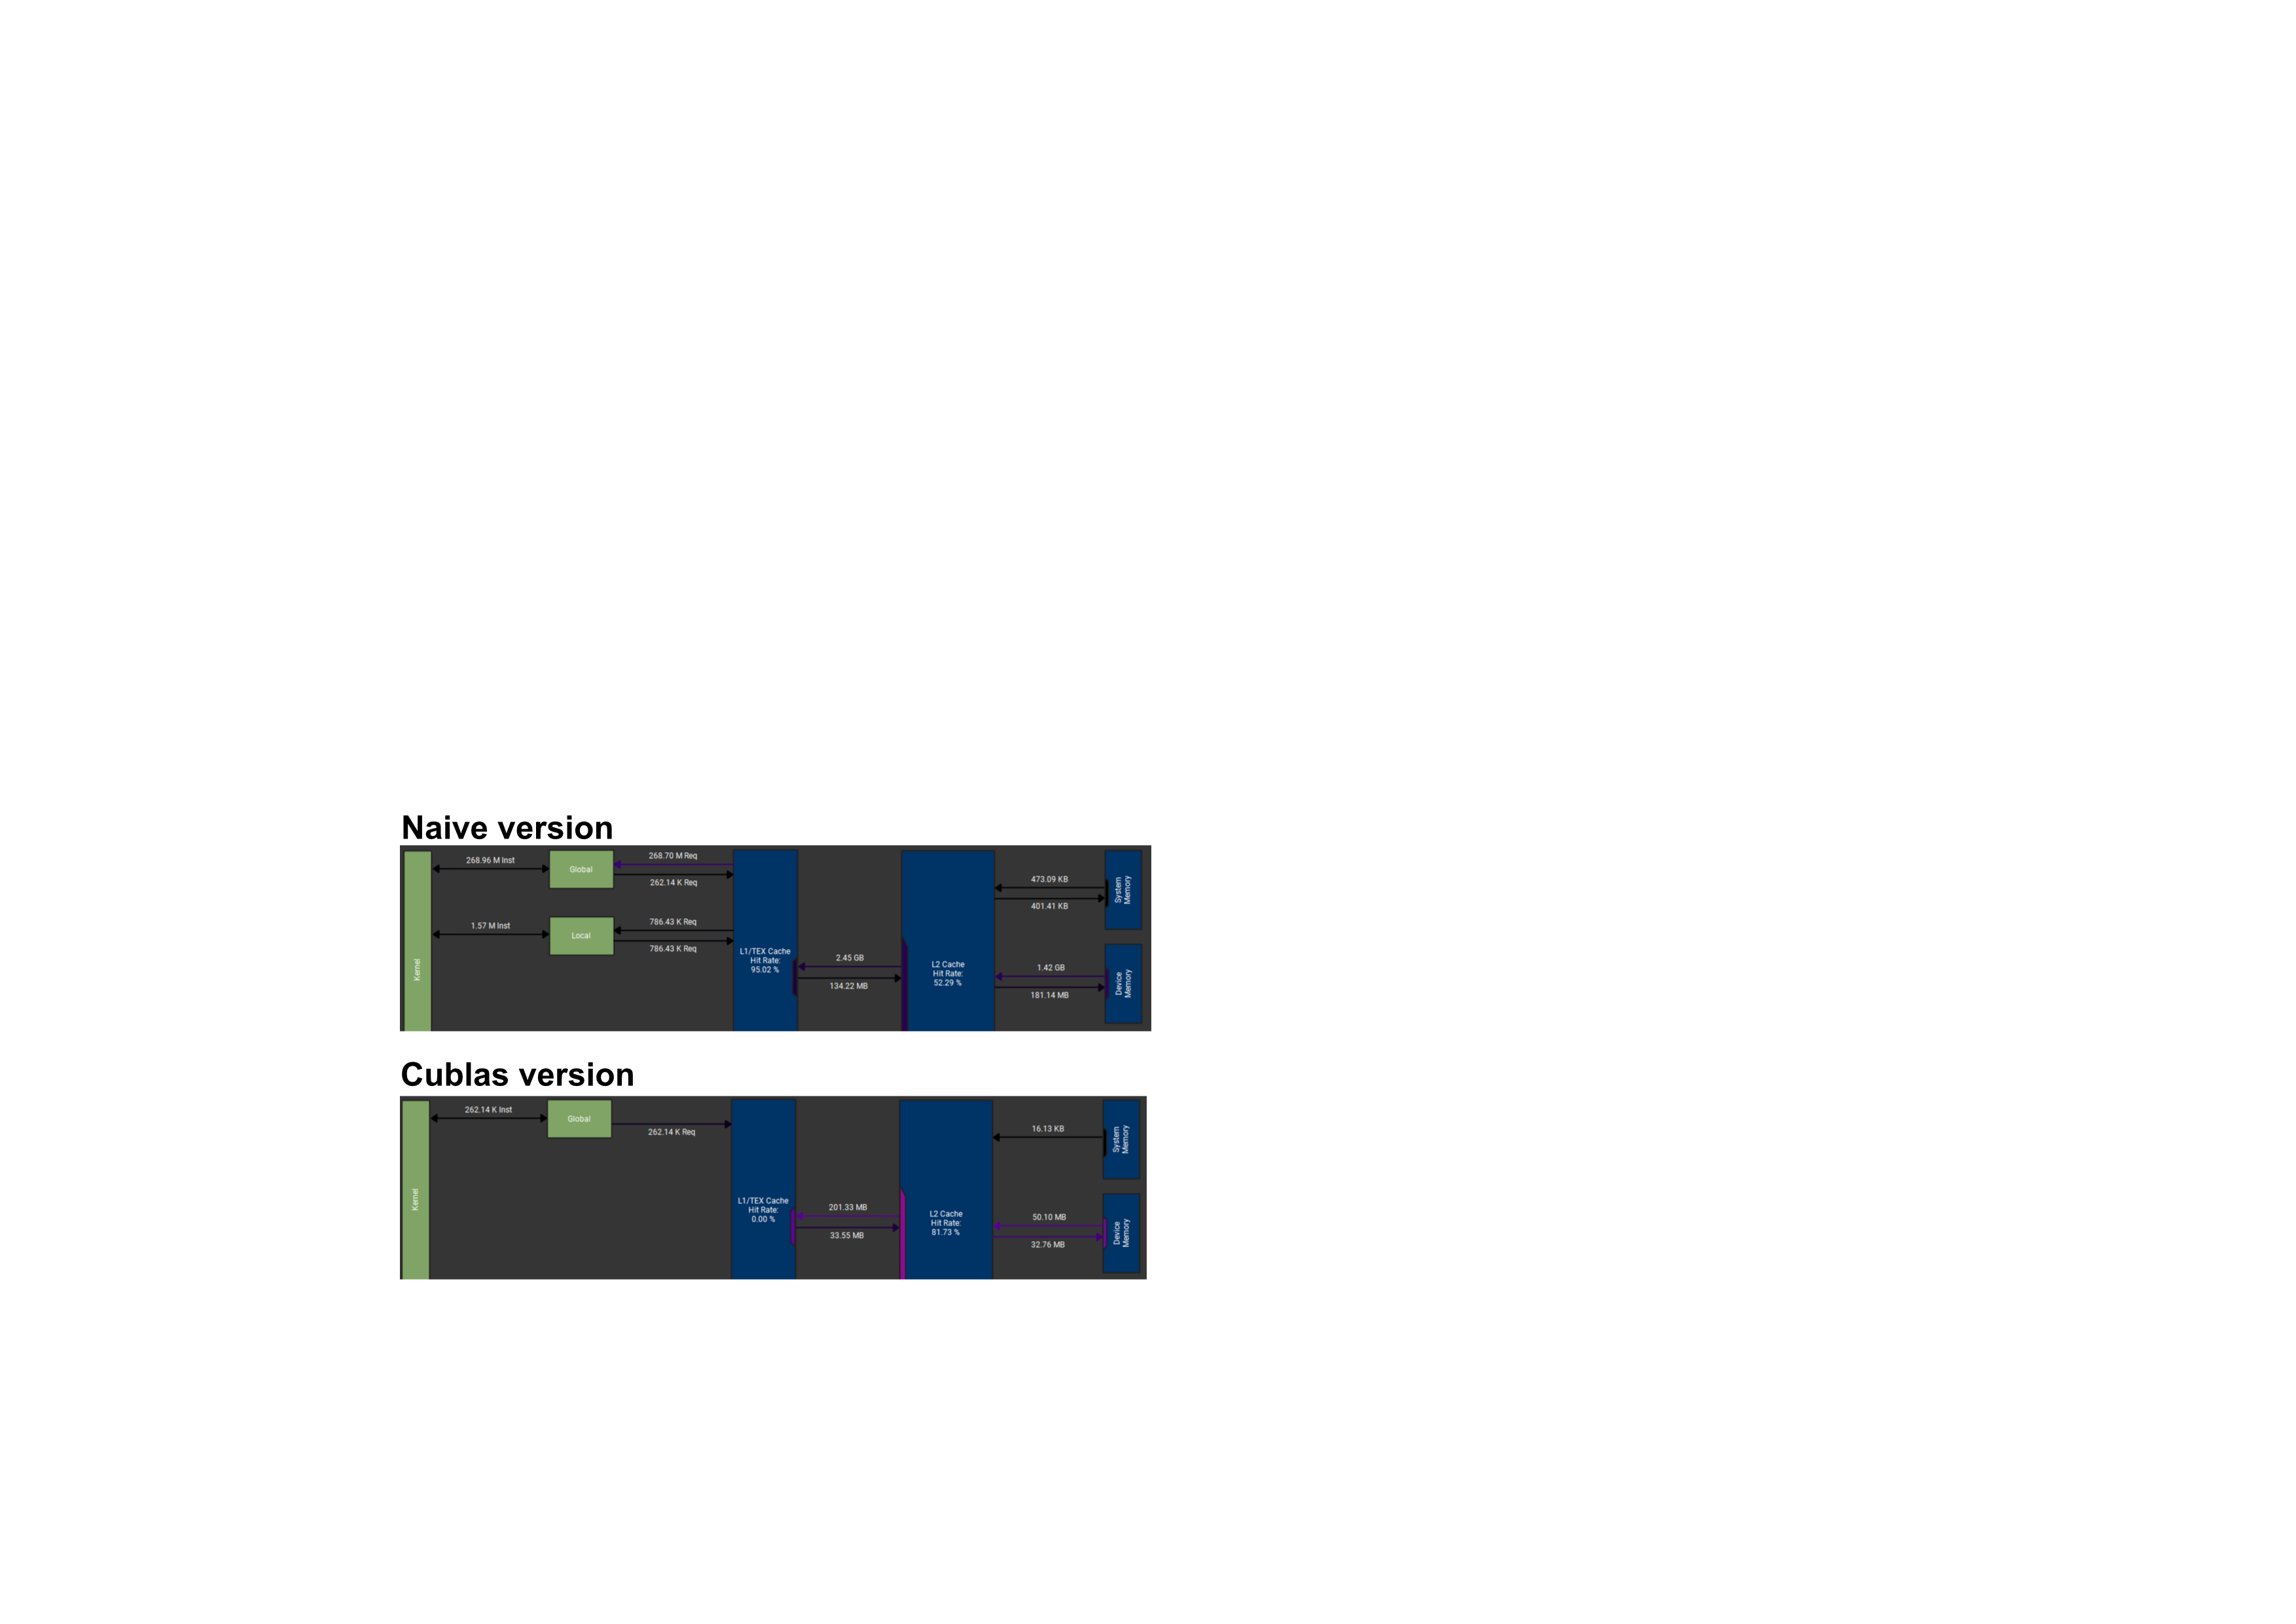 Naive version
268.96 M Inst
Global
268.70 M Req
262.14 K Req
1.57 M Inst
Local
786.43 K Req
786.43 K Req
Kernel
L1/TEX Cache
Hit Rate:
95.02 %
2.45 GB
134.22 MB
L2 Cache
Hit Rate:
52.29 %
473.09 KB
401.41 KB
System
Memory
1.42 GB
181.14 MB
Device
Memory
Cublas version
262.14 K Inst
Global
262.14 K Req
Kernel
L1/TEX Cache
Hit Rate:
0.00 %
201.33 MB
33.55 MB
L2 Cache
Hit Rate:
81.73 %
16.13 KB
System
Memory
50.10 MB
32.76 MB
Device
Memory